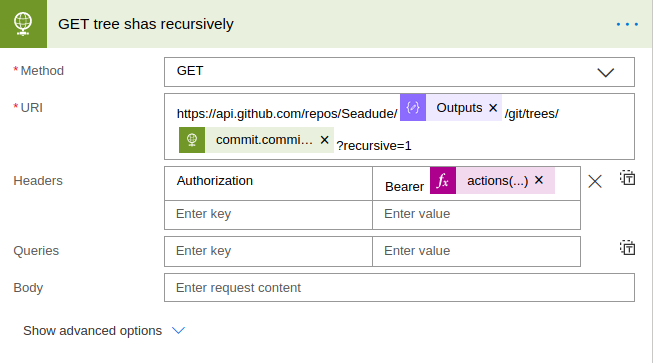 GET tree shas recursively
* Method
GET
* URI
https://api.github.com/repos/Seadude/ Outputs × /git/trees/
commit.commi... × ?recursive=1
Headers
Authorization
Bearer fx actions(...) ×
Enter key
Enter value
Queries
Enter key
Enter value
Body
Enter request content
Show advanced options